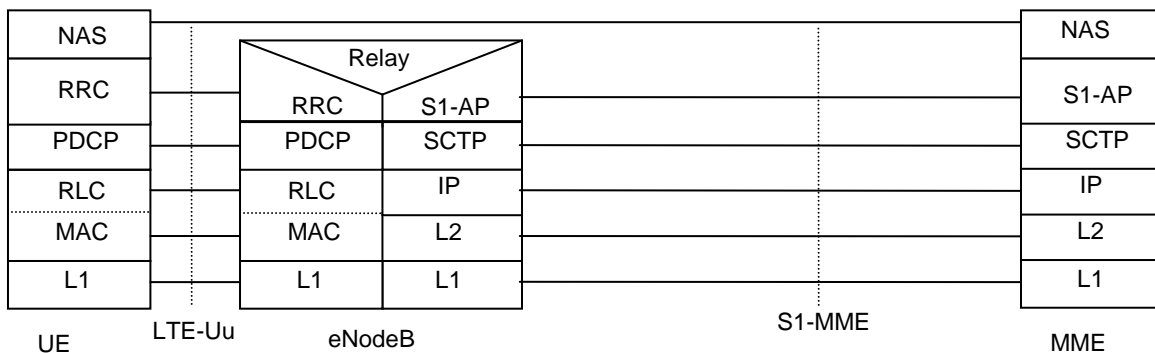 NAS NAS
Relay
RRC RRC S1-AP S1-AP
PDCP PDCP SCTP SCTP
RLC RLC IP IP
MAC MAC L2 L2
L1 L1 L1 L1
UE LTE-Uu eNodeB S1-MME MME